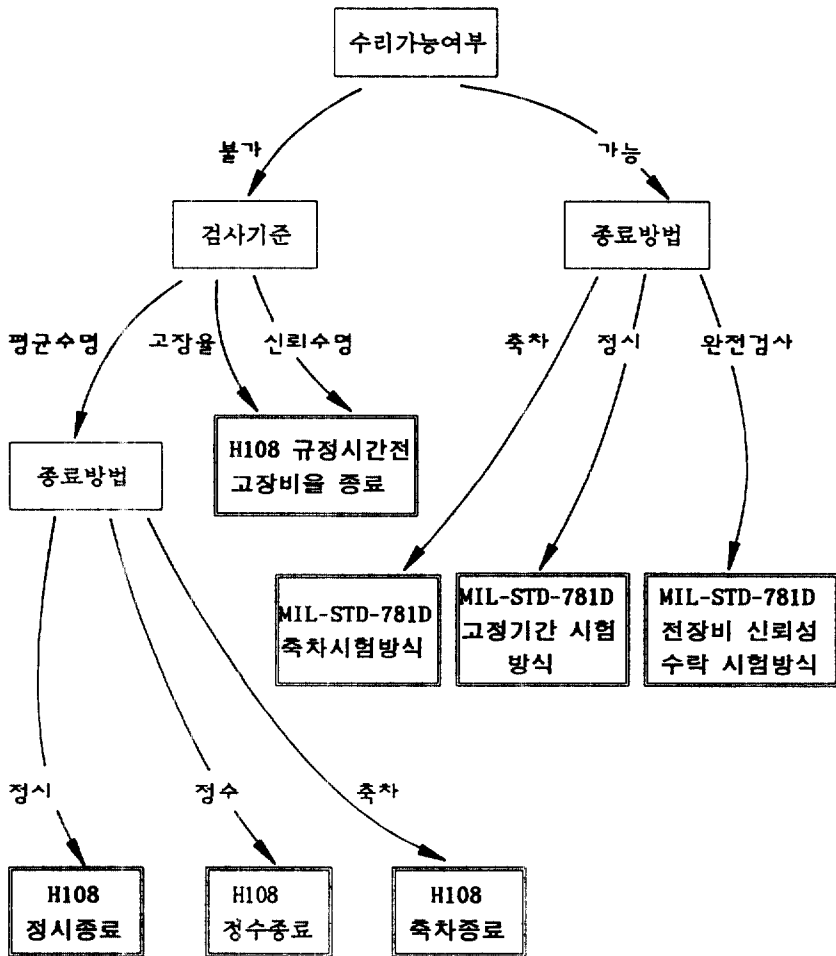 수리가능여부
불가
가능
검사기준
종료방법
평균수명
고장율
신뢰수명
축차
정시
완전검사
H108 규정시간전
고장비율 종료
종료방법
MIL-STD-781D
축차시험방식
MIL-STD-781D
고정기간 시험
방식
MIL-STD-781D
전장비 신뢰성
수락 시험방식
정시
정수
축차
H108
정시종료
H108
정수종료
H108
축차종료